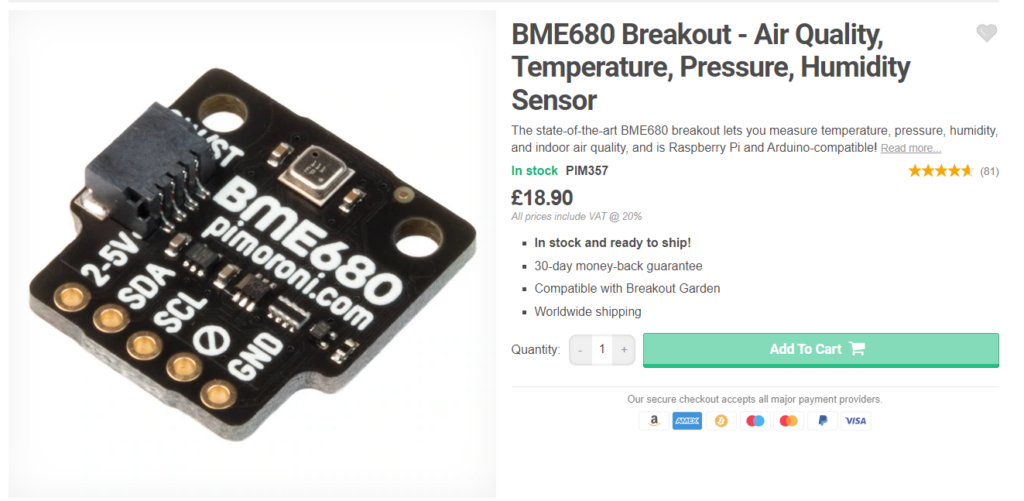 BME680 Breakout - Air Quality,
Temperature, Pressure, Humidity
Sensor
The state-of-the-art BME680 breakout lets you measure temperature, pressure, humidity,
and indoor air quality, and is Raspberry Pi and Arduino-compatible! Read more...
In stock PIM357
(81)
£18.90
All prices include VAT @ 20%
In stock and ready to ship!
30-day money-back guarantee
Compatible with Breakout Garden
Worldwide shipping
Quantity: - 1 + Add To Cart
Our secure checkout accepts all major payment providers.
a AMEX VISA
BME680
pimoroni.com
2-5V
SDA
SCL
GND